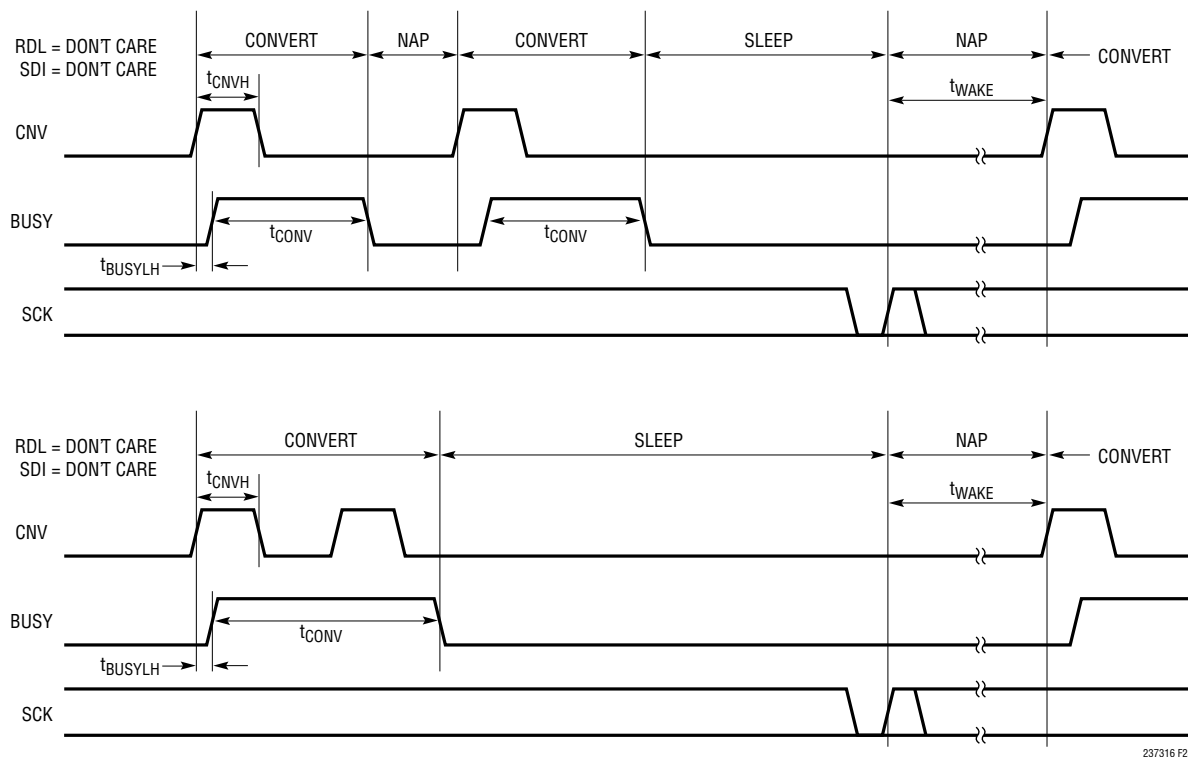 RDL = DON'T CARE
SDI = DON'T CARE
CONVERT
NAP
CONVERT
SLEEP
NAP
CONVERT
tCNVH
tWAKE
CNV
BUSY
tCONV
tCONV
tBUSYLH
SCK
RDL = DON'T CARE
SDI = DON'T CARE
CONVERT
SLEEP
NAP
CONVERT
tCNVH
tWAKE
CNV
BUSY
tCONV
tBUSYLH
SCK
237316 F2